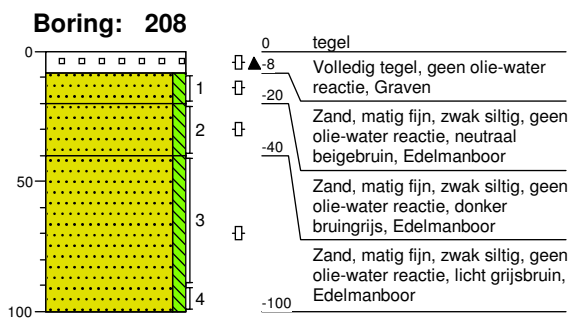 Boring: 208
0
50
100
1
2
3
4
0 tegel
-8
Volledig tegel, geen olie-water
reactie, Graven
-20
Zand, matig fijn, zwak siltig, geen
olie-water reactie, neutraal
beigebruin, Edelmanboor
-40
Zand, matig fijn, zwak siltig, geen
olie-water reactie, donker
bruingrijs, Edelmanboor
Zand, matig fijn, zwak siltig, geen
olie-water reactie, licht grijsbruin,
Edelmanboor
-100